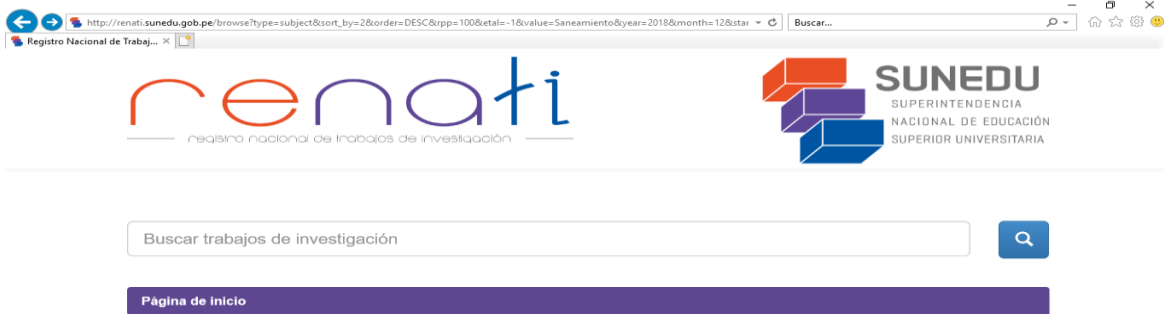 http://renati.sunedu.gob.pe/browse?type=subject&sort_by=2&order=DESC&rpp=100&etal=-1&value=Saneamiento&year=2018&month=12&star
Buscar...
Registro Nacional de Trabaj...
renati
registro nacional de trabajos de investigación
SUNEDU
SUPERINTENDENCIA
NACIONAL DE EDUCACIÓN
SUPERIOR UNIVERSITARIA
Buscar trabajos de investigación
Página de inicio